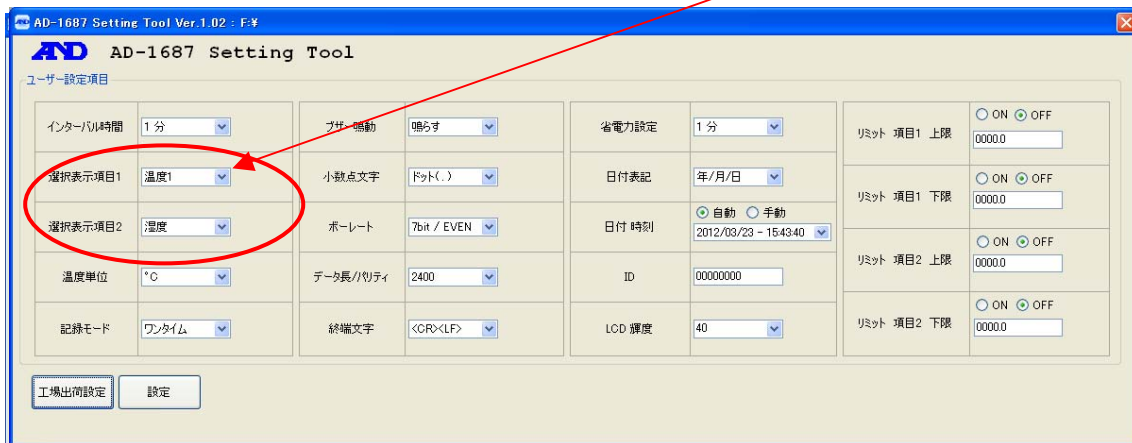 AD-1687 Setting Tool Ver.1.02 : F:¥
AND AD-1687 Setting Tool
ユーザー設定項目
インターバル時間 1 分
選択表示項目1 温度1
選択表示項目2 湿度
温度単位 °C
記録モード ワンタイム
ブザー鳴動 鳴らす
小数点文字 ドット(.)
ボーレート 7bit / EVEN
データ長/パリティ 2400
終端文字 <CR><LF>
省電力設定 1 分
日付表記 年/月/日
日付 時刻 自動 手動
2012/03/23 - 15:43:40
ID 00000000
LCD 輝度 40
リミット 項目1 上限 ON OFF
0000.0
リミット 項目1 下限 ON OFF
0000.0
リミット 項目2 上限 ON OFF
0000.0
リミット 項目2 下限 ON OFF
0000.0
工場出荷設定 設定